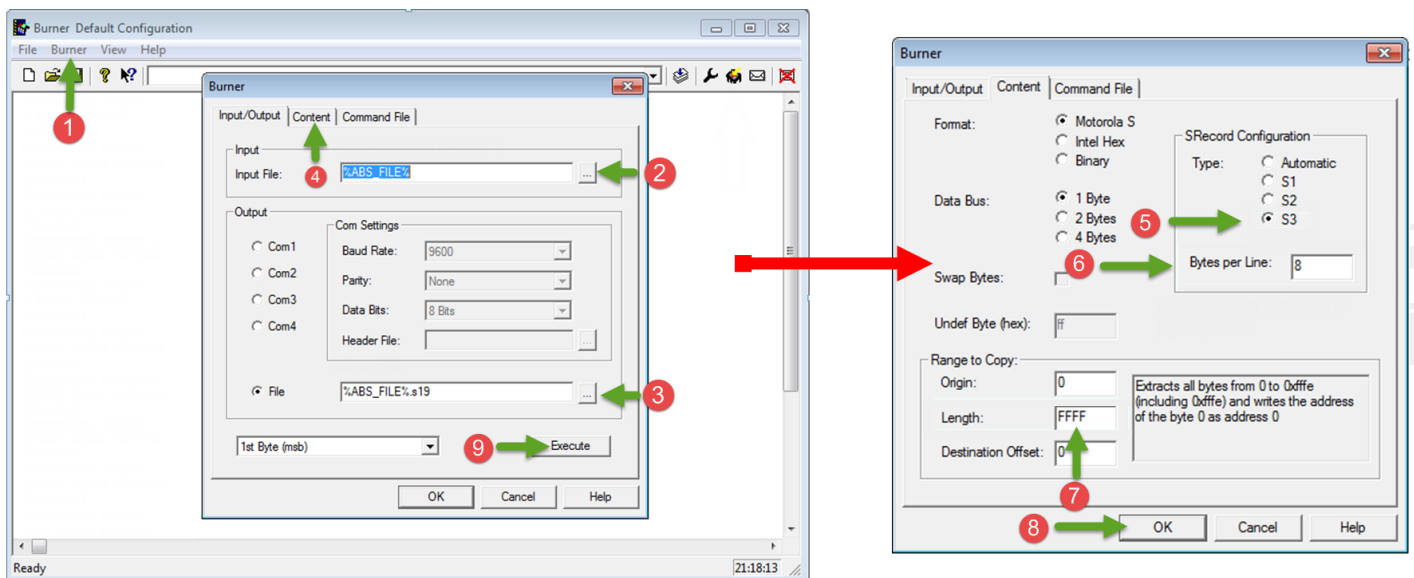 Burner Default Configuration
File Burner View Help
1
Burner
Input/Output Content Command File
4
Input
Input File: %ABS_FILE% ...
2
Output
Com1
Com2
Com3
Com4
Com Settings
Baud Rate: 9600
Parity: None
Data Bits: 8 Bits
Header File: ...
File %ABS_FILE%.s19 ...
3
1st Byte (msb)
9
Execute
OK Cancel Help
Ready 21:18:13
Burner
Input/Output Content Command File
Format: Motorola S
Intel Hex
Binary
SRecord Configuration
Type: Automatic
S1
S2
S3
5
Data Bus: 1 Byte
2 Bytes
4 Bytes
6
Bytes per Line: 8
Swap Bytes:
Undef Byte (hex): ff
Range to Copy:
Origin: 0
Length: FFFF
Destination Offset: 0
Extracts all bytes from 0 to 0xfffe
(including 0xfffe) and writes the address
of the byte 0 as address 0
7
8
OK Cancel Help